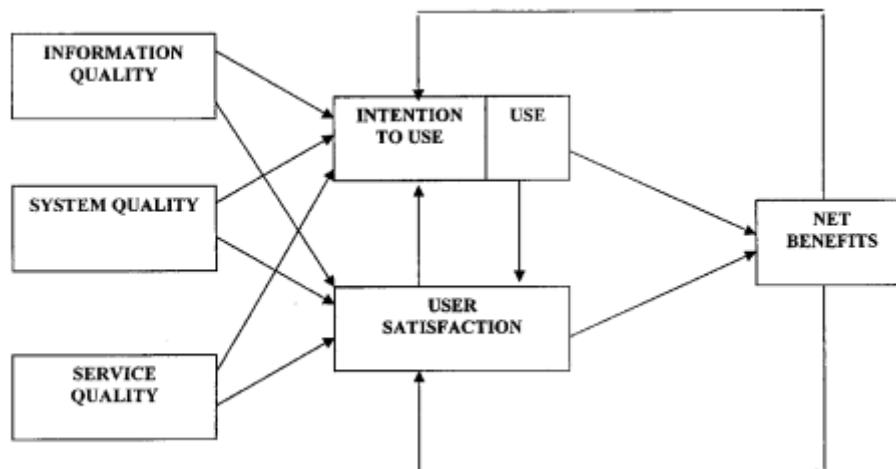 INFORMATION
QUALITY
INTENTION
TO USE
USE
SYSTEM QUALITY
NET
BENEFITS
USER
SATISFACTION
SERVICE
QUALITY